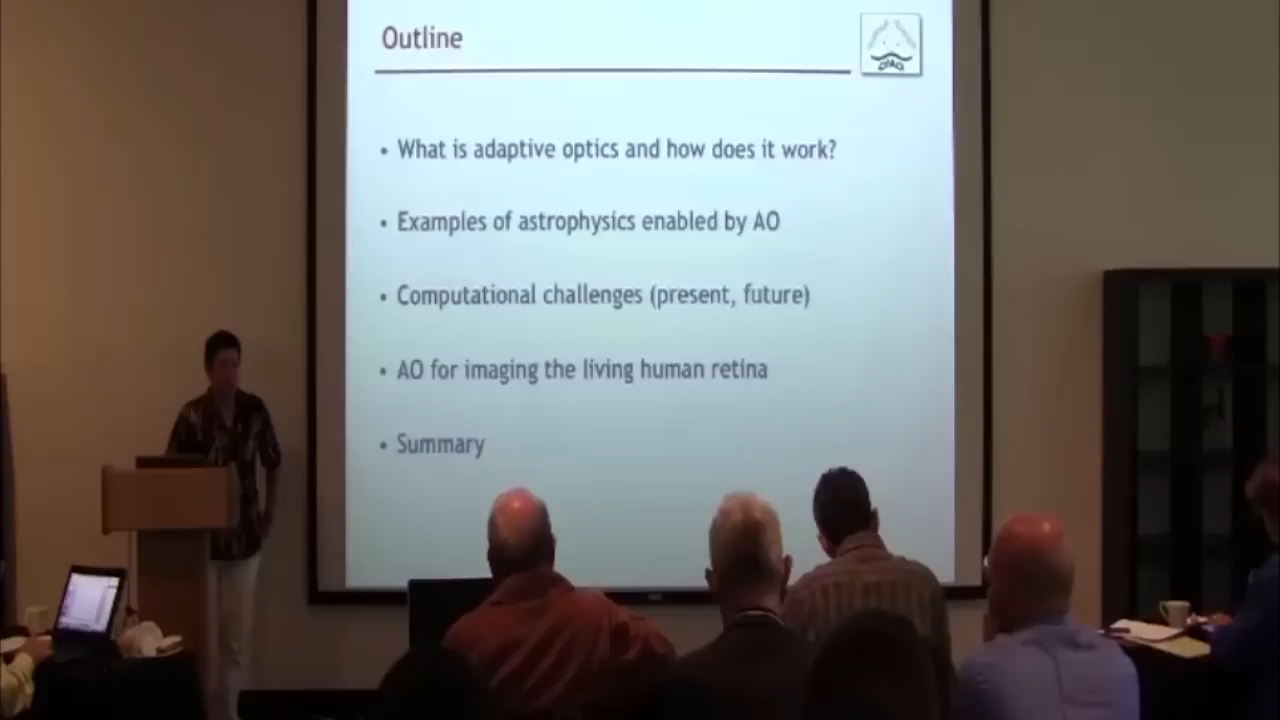 Outline
• What is adaptive optics and how does it work?
• Examples of astrophysics enabled by AO
• Computational challenges (present, future)
• AO for imaging the living human retina
• Summary